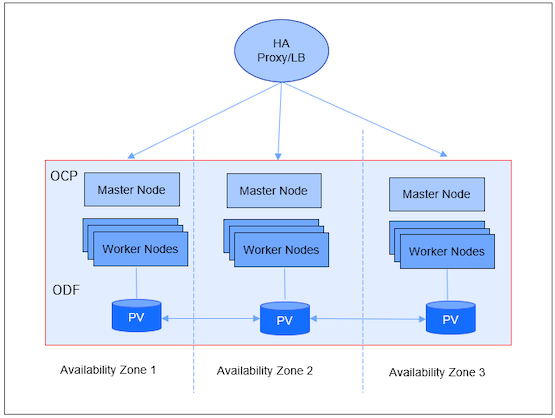 HA
Proxy/LB
OCP
Master Node
Master Node
Master Node
Worker Nodes
Worker Nodes
Worker Nodes
ODF
PV
PV
PV
Availability Zone 1
Availability Zone 2
Availability Zone 3